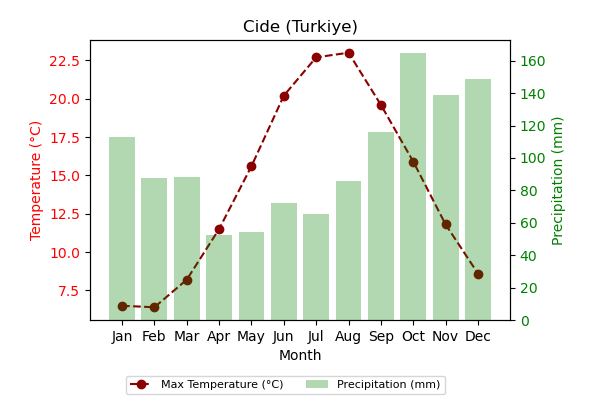 Cide (Turkiye)
22.5
20.0
17.5
15.0
12.5
10.0
7.5
Temperature (°C)
160
140
120
100
80
60
40
20
0
Precipitation (mm)
Jan Feb Mar Apr May Jun Jul Aug Sep Oct Nov Dec
Month
Max Temperature (°C) Precipitation (mm)